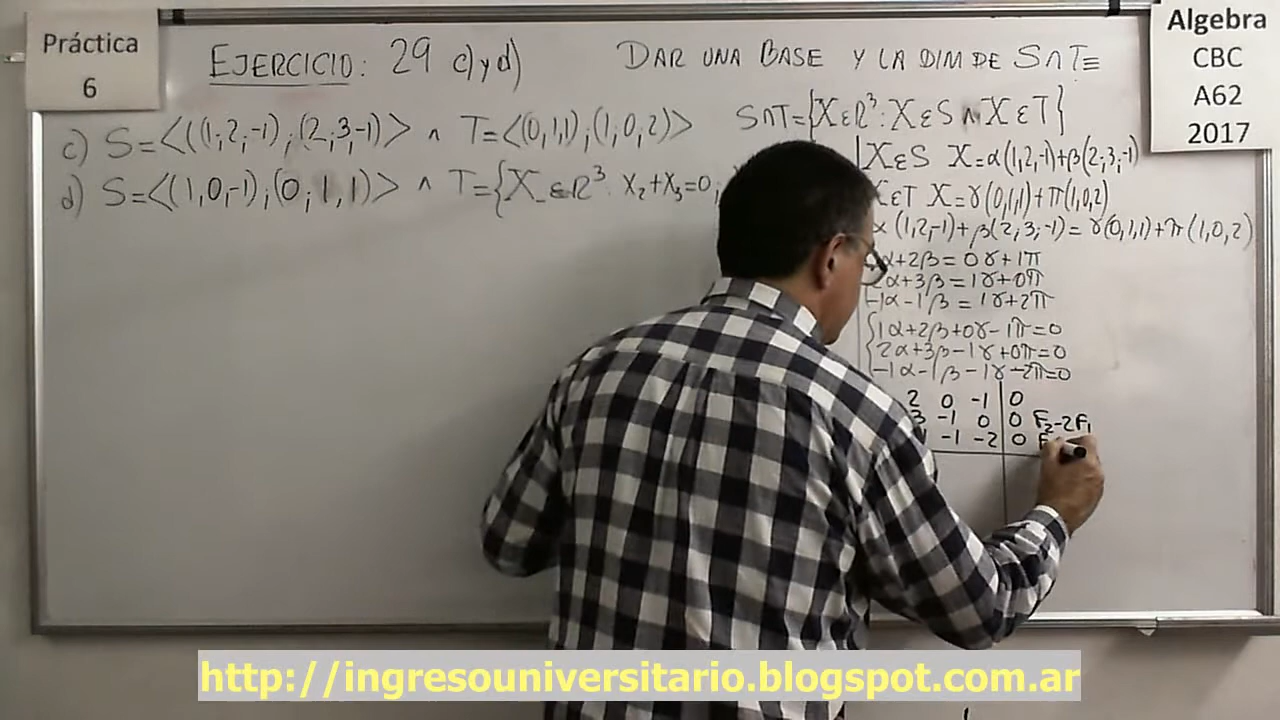 Práctica
6
EJERCICIO: 29 c) y d)
DAR UNA BASE Y LA DIM DE S∩T=
Algebra
CBC
A62
2017
c) S=<((1;2;-1);(2;3;-1)> ∧ T=<(0,1,1);(1,0,2)>
d) S=<(1,0,-1);(0;1,1)> ∧ T={X ∈ R³: X₂+X₃=0;
S∩T={X∈R³:X∈S ∧ X∈T}
X∈S X=α(1,2,-1)+β(2;3;-1)
X∈T X=γ(0,1,1)+π(1,0,2)
α(1,2,-1)+β(2;3;-1)=γ(0,1,1)+π(1,0,2)
α+2β=0γ+1π
2α+3β=1γ+0π
-1α-1β=1γ+2π
1α+2β+0γ-1π=0
2α+3β-1γ+0π=0
-1α-1β-1γ-2π=0
2 0 -1 | 0
3 -1 0 | 0 F₂-2F₁
-1 -2 | 0
http://ingresouniversitario.blogspot.com.ar